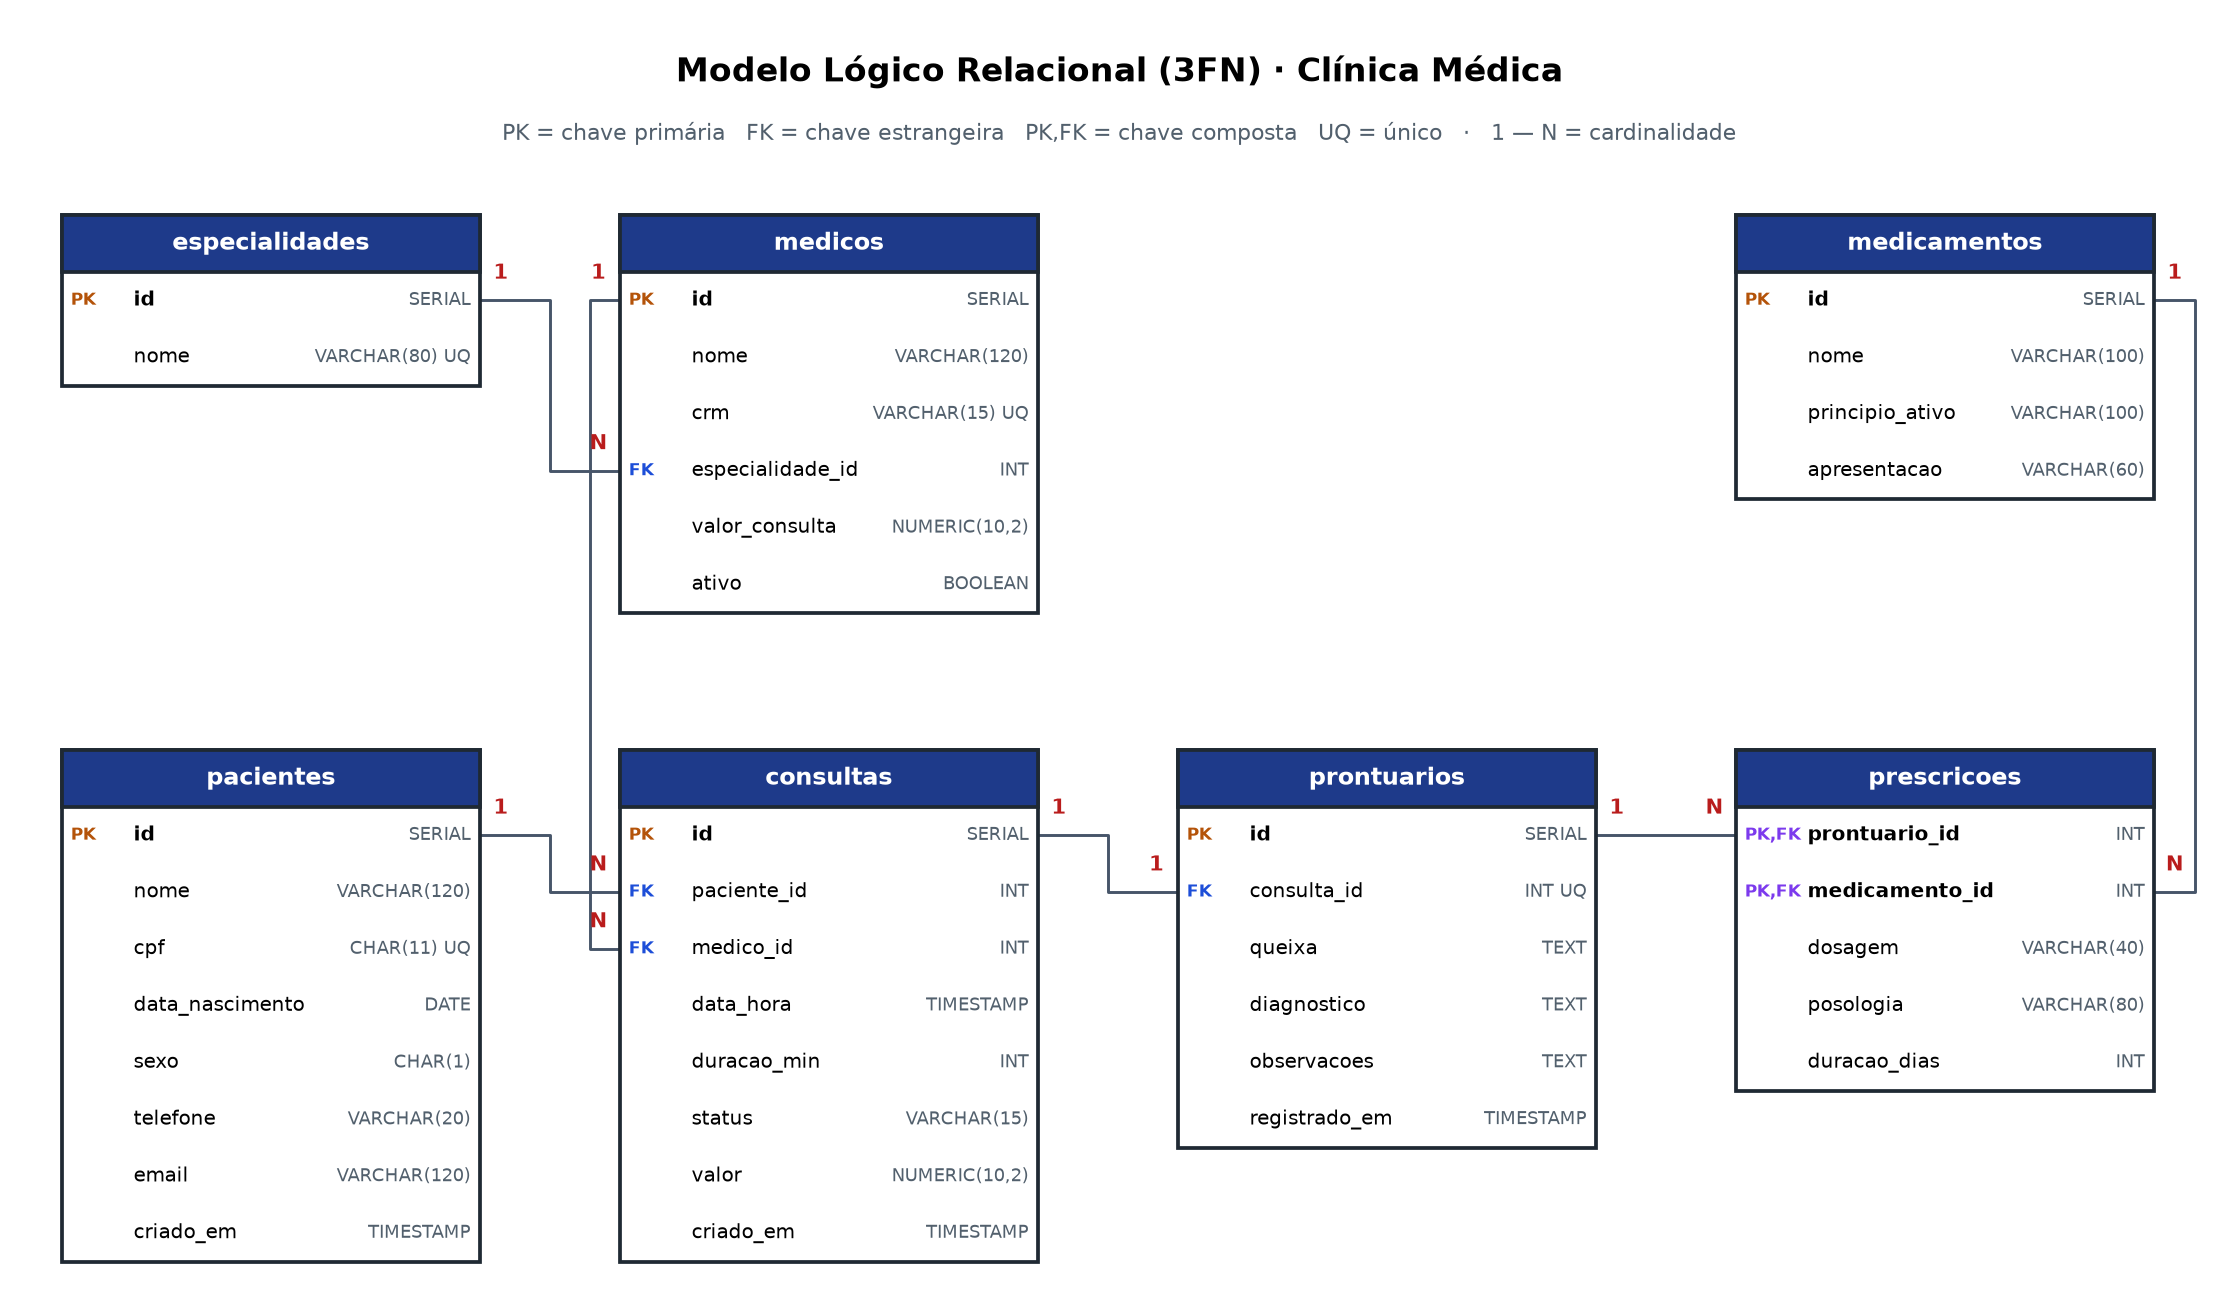 Modelo Lógico Relacional (3FN) · Clínica Médica
PK = chave primária FK = chave estrangeira PK,FK = chave composta UQ = único · 1 — N = cardinalidade
especialidades
PK id SERIAL
nome VARCHAR(80) UQ
1
1
N
medicos
PK id SERIAL
nome VARCHAR(120)
crm VARCHAR(15) UQ
FK especialidade_id INT
valor_consulta NUMERIC(10,2)
ativo BOOLEAN
medicamentos
PK id SERIAL
nome VARCHAR(100)
principio_ativo VARCHAR(100)
apresentacao VARCHAR(60)
1
pacientes
PK id SERIAL
nome VARCHAR(120)
cpf CHAR(11) UQ
data_nascimento DATE
sexo CHAR(1)
telefone VARCHAR(20)
email VARCHAR(120)
criado_em TIMESTAMP
1
N
N
consultas
PK id SERIAL
FK paciente_id INT
FK medico_id INT
data_hora TIMESTAMP
duracao_min INT
status VARCHAR(15)
valor NUMERIC(10,2)
criado_em TIMESTAMP
1
1
prontuarios
PK id SERIAL
FK consulta_id INT UQ
queixa TEXT
diagnostico TEXT
observacoes TEXT
registrado_em TIMESTAMP
1
N
prescricoes
PK,FK prontuario_id INT
PK,FK medicamento_id INT
dosagem VARCHAR(40)
posologia VARCHAR(80)
duracao_dias INT
N